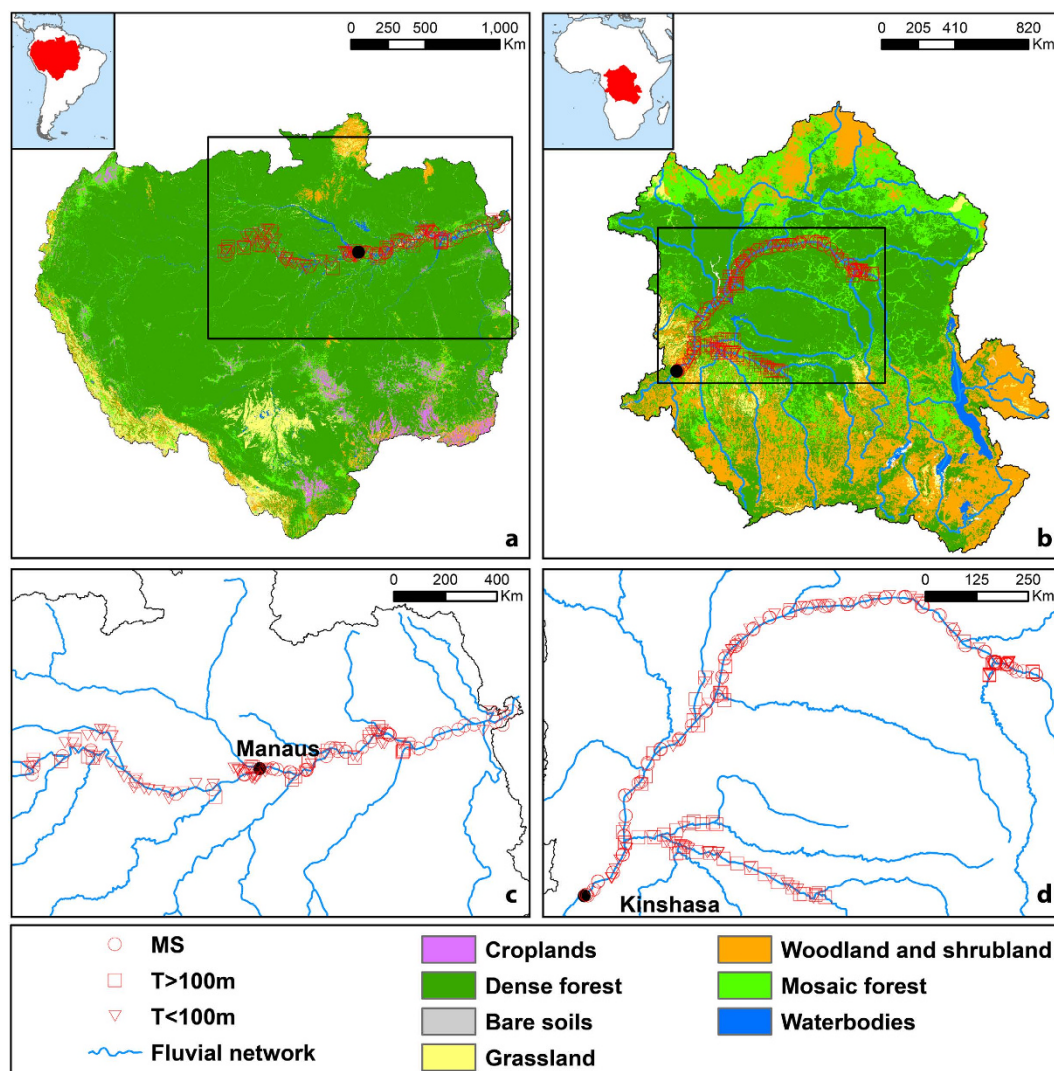 0 250 500 1,000
Km
a
0 205 410 820
Km
b
0 200 400
Km
Manaus
c
0 125 250
Km
Kinshasa
d
MS
T>100m
T<100m
Fluvial network
Croplands
Dense forest
Bare soils
Grassland
Woodland and shrubland
Mosaic forest
Waterbodies